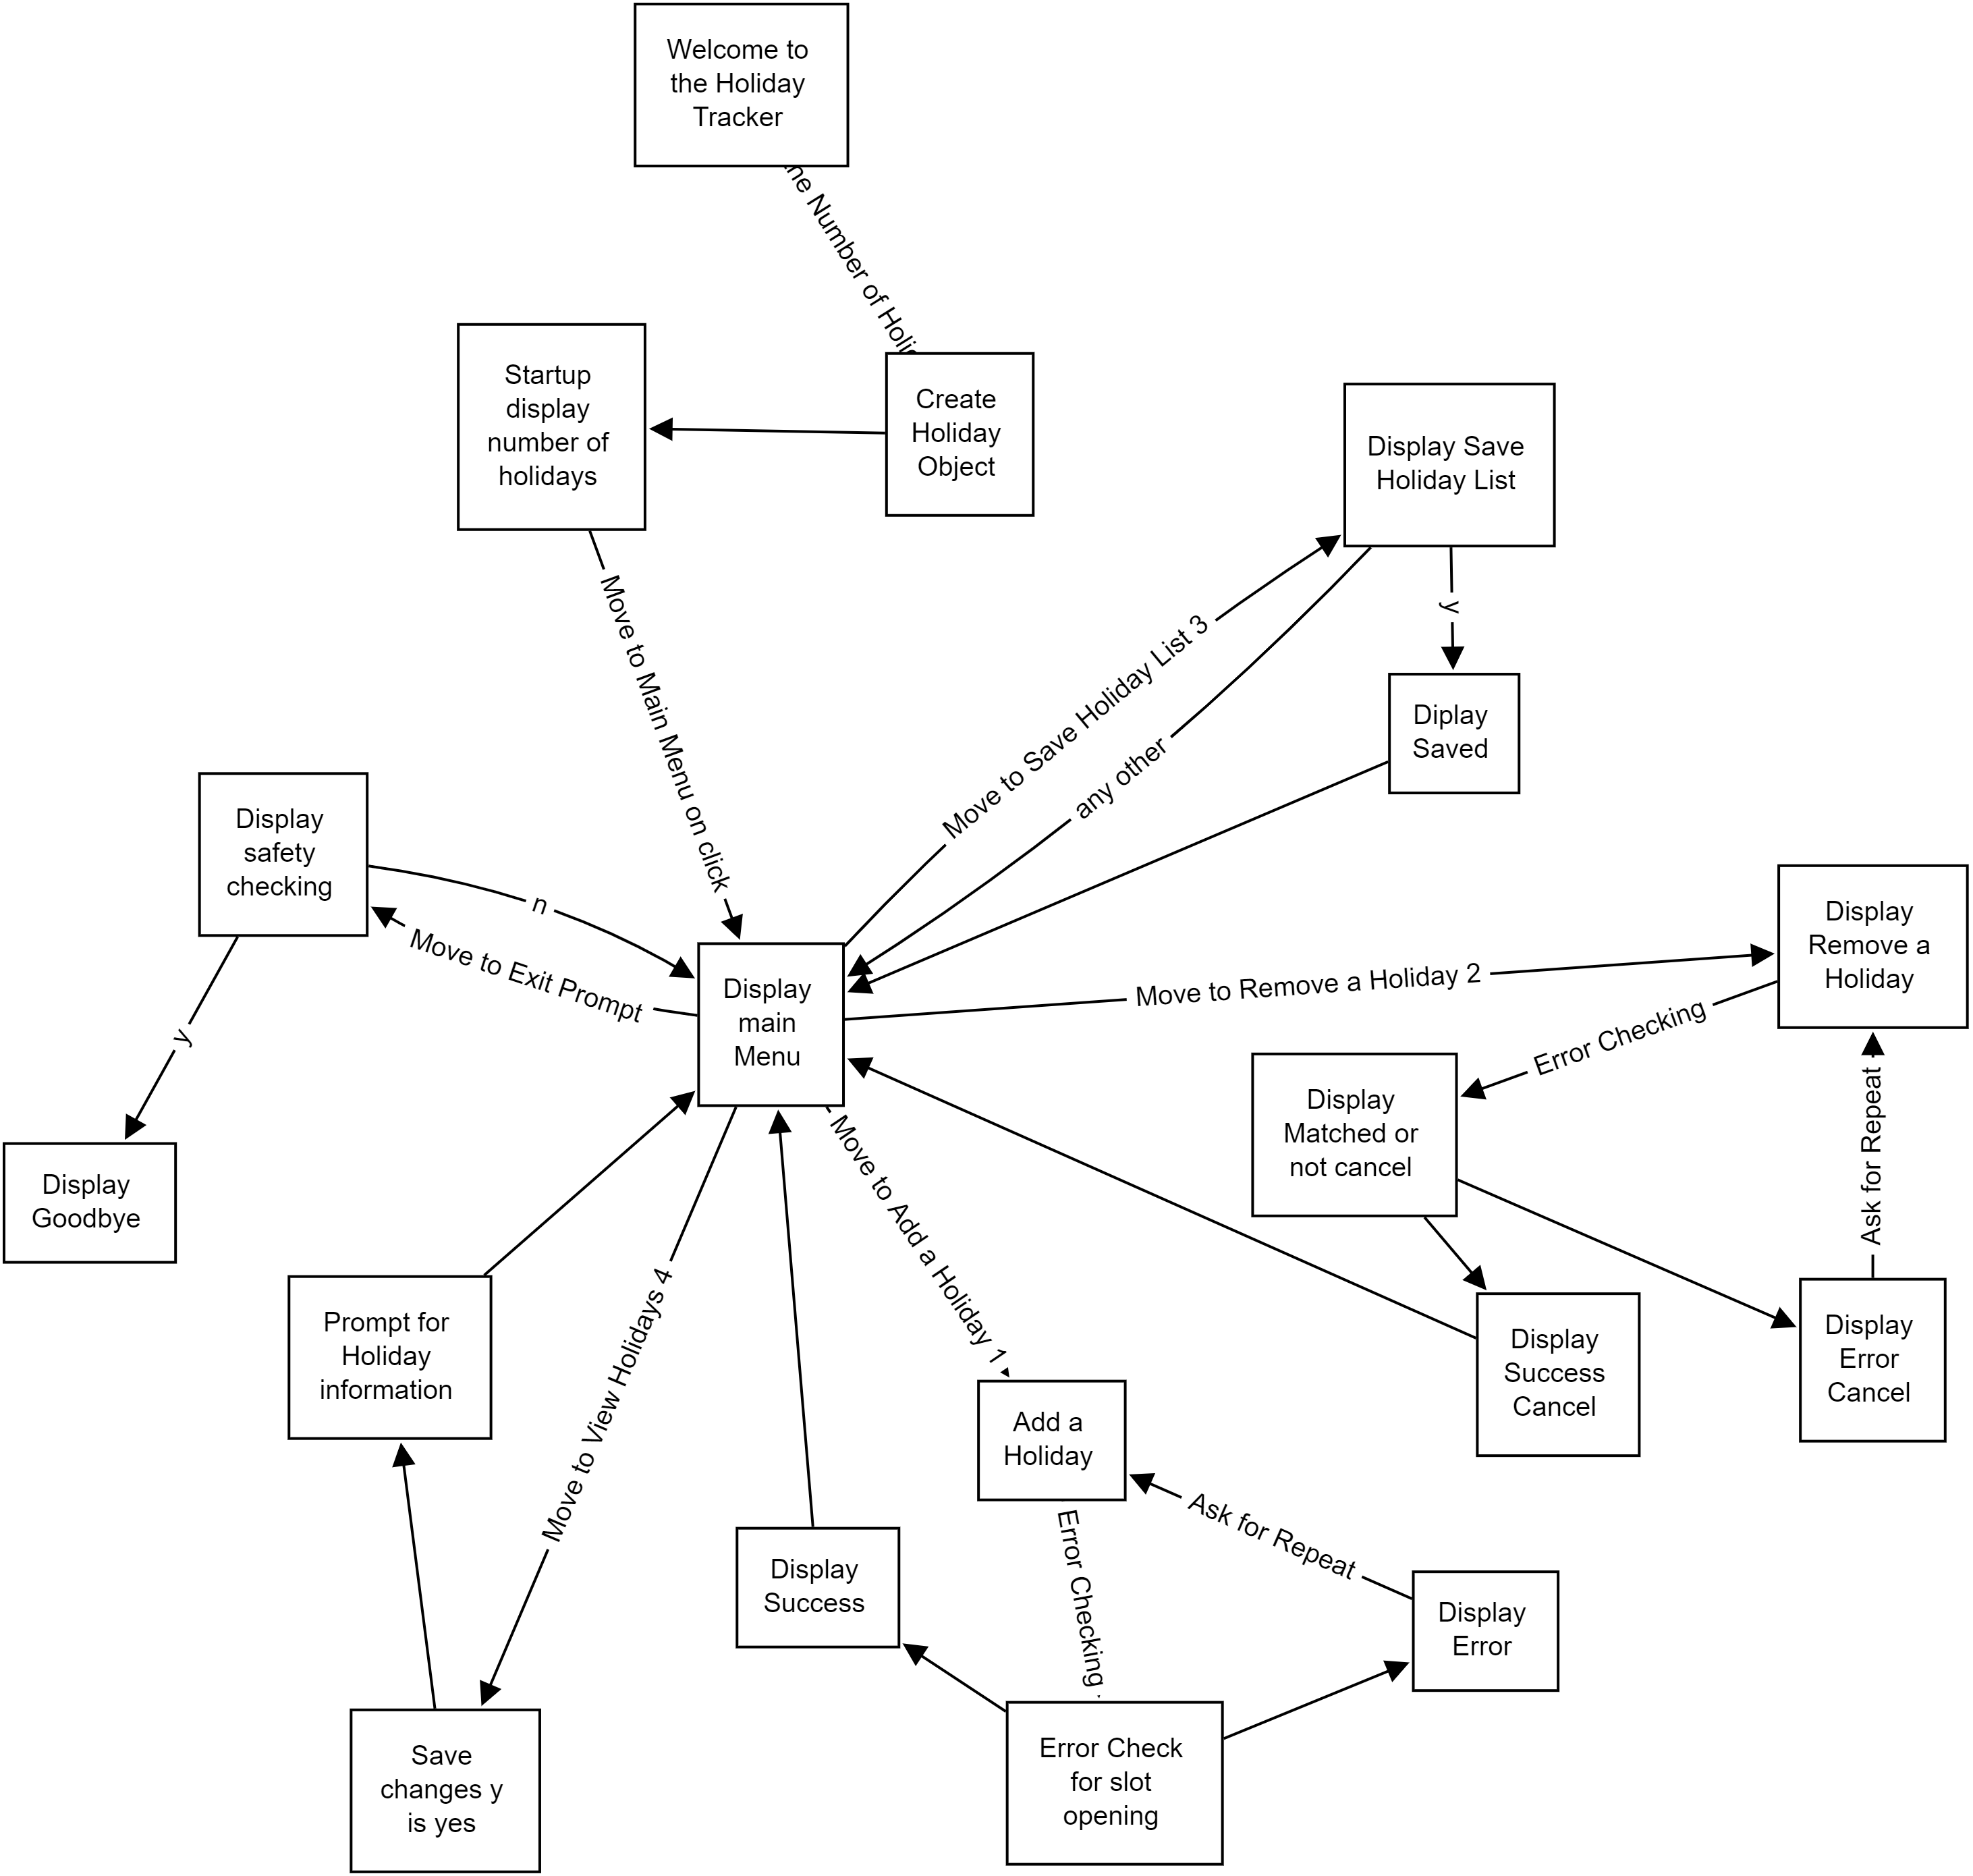 Welcome to
the Holiday
Tracker
Number of
Startup
display
number of
holidays
Create
Holiday
Object
Display Save
Holiday List
Move to Main Menu on click
Move to Save Holiday List 3
y
any other
Diplay
Saved
Display
safety
checking
n
Move to Exit Prompt
Display
main
Menu
Move to Remove a Holiday 2
Display
Remove a
Holiday
Error Checking
y
Display
Matched or
not cancel
Ask for Repeat
Display
Goodbye
Move to Add a Holiday 1
Prompt for
Holiday
information
Move to View Holidays 4
Display
Success
Cancel
Display
Error
Cancel
Add a
Holiday
Ask for Repeat
Error Checking
Display
Success
Display
Error
Save
changes y
is yes
Error Check
for slot
opening